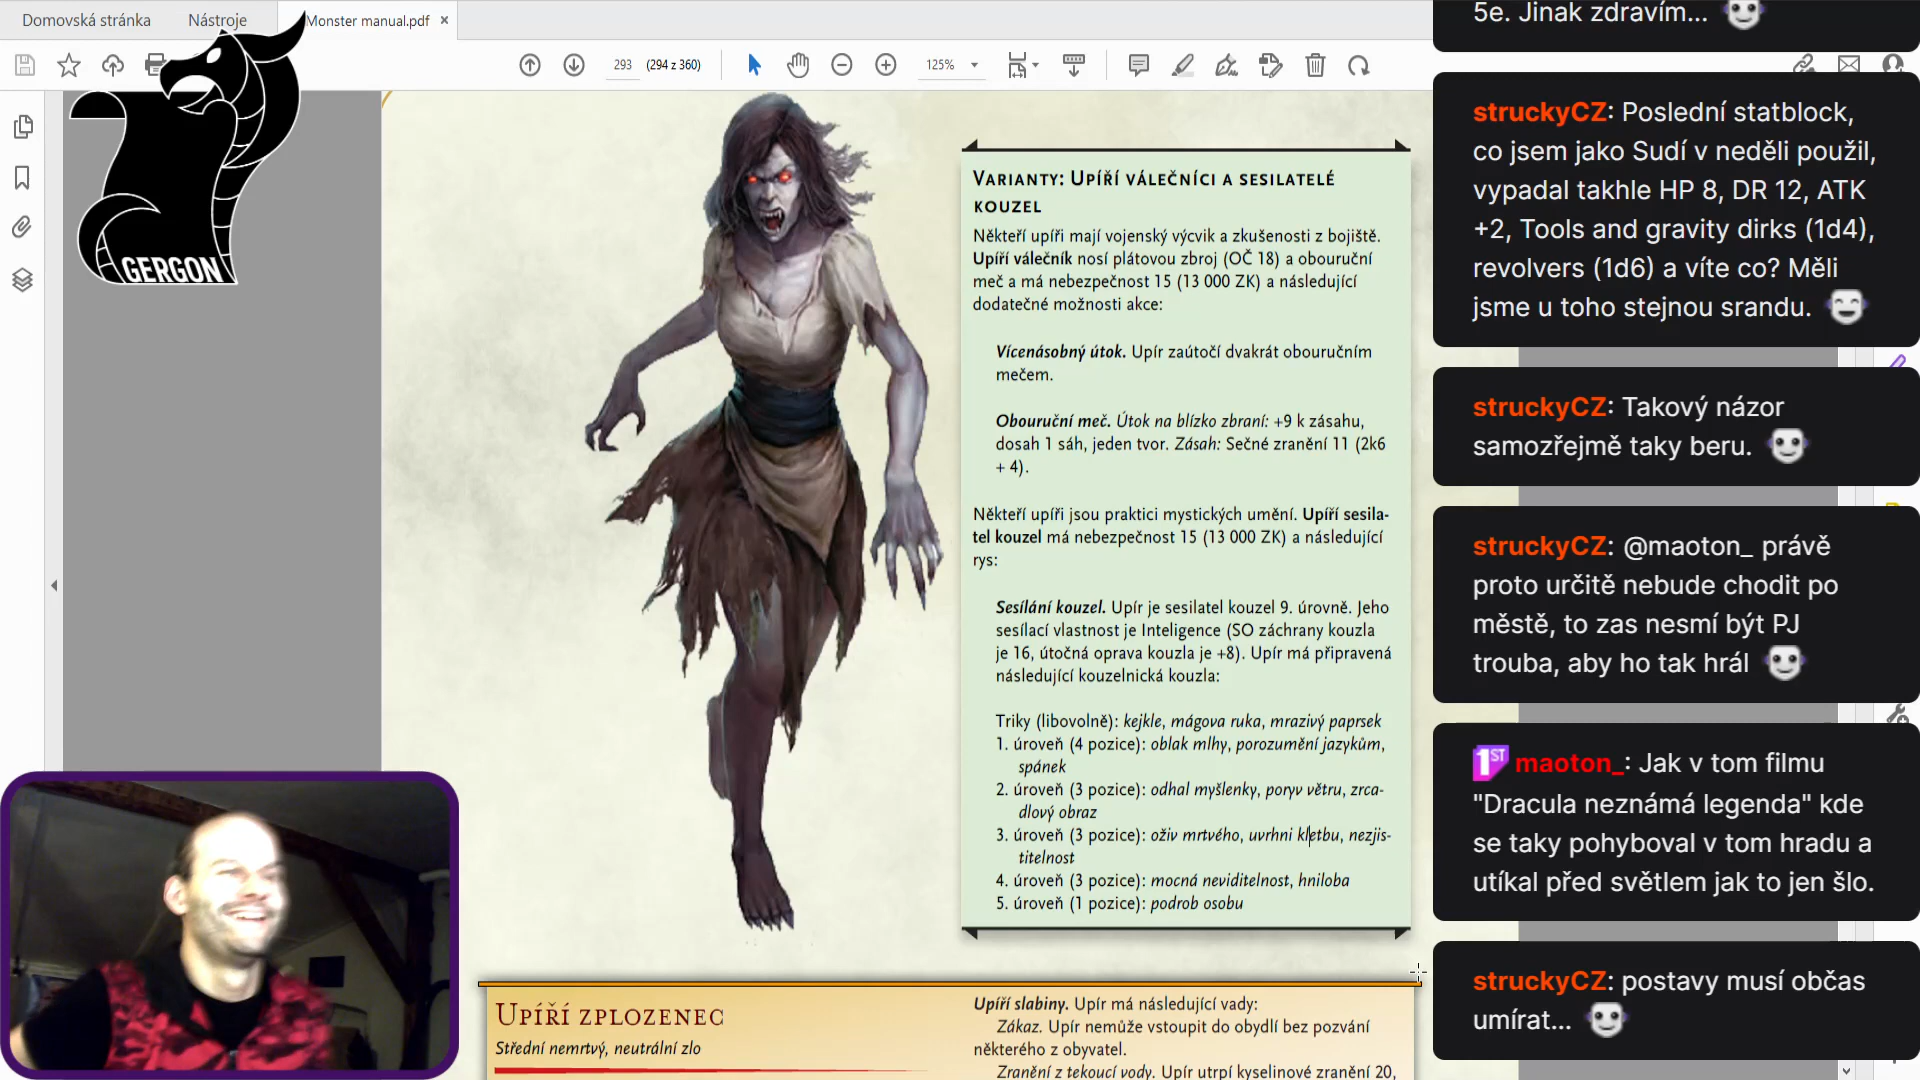 Domovská stránka
Nástroje
Monster manual.pdf
×
293
(294 z 360)
125%
GERGON
Varianty: Upíří válečníci a sesilatelé
kouzel
Někteří upíři mají vojenský výcvik a zkušenosti z bojiště.
Upíří válečník nosí plátovou zbroj (OČ 18) a obouruční
meč a má nebezpečnost 15 (13 000 ZK) a následující
dodatečné možnosti akce:
Vícenásobný útok. Upír zaútočí dvakrát obouručním
mečem.
Obouruční meč. Útok na blízko zbraní: +9 k zásahu,
dosah 1 sáh, jeden tvor. Zásah: Sečné zranění 11 (2k6
+ 4).
Někteří upíři jsou praktici mystických umění. Upíří sesila-
tel kouzel má nebezpečnost 15 (13 000 ZK) a následující
rys:
Sesílání kouzel. Upír je sesilatel kouzel 9. úrovně. Jeho
sesílací vlastnost je Inteligence (SO záchrany kouzla
je 16, útočná oprava kouzla je +8). Upír má připravená
následující kouzelnická kouzla:
Triky (libovolně): kejkle, mágova ruka, mrazivý paprsek
1. úroveň (4 pozice): oblak mlhy, porozumění jazykům,
spánek
2. úroveň (3 pozice): odhal myšlenky, poryv větru, zrca-
dlový obraz
3. úroveň (3 pozice): oživ mrtvého, uvrhni kletbu, nezjis-
titelnost
4. úroveň (3 pozice): mocná neviditelnost, hniloba
5. úroveň (1 pozice): podrob osobu
Upíří zplozenec
Střední nemrtvý, neutrální zlo
Upíří slabiny. Upír má následující vady:
Zákaz. Upír nemůže vstoupit do obydlí bez pozvání
některého z obyvatel.
Zranění z tekoucí vody. Upír utrpí kyselinové zranění 20,
5e. Jinak zdravím...
struckyCZ: Poslední statblock,
co jsem jako Sudí v neděli použil,
vypadal takhle HP 8, DR 12, ATK
+2, Tools and gravity dirks (1d4),
revolvers (1d6) a víte co? Měli
jsme u toho stejnou srandu.
struckyCZ: Takový názor
samozřejmě taky beru.
struckyCZ: @maoton_ právě
proto určitě nebude chodit po
městě, to zas nesmí být PJ
trouba, aby ho tak hrál
1ST maoton_: Jak v tom filmu
"Dracula neznámá legenda" kde
se taky pohyboval v tom hradu a
utíkal před světlem jak to jen šlo.
struckyCZ: postavy musí občas
umírat...